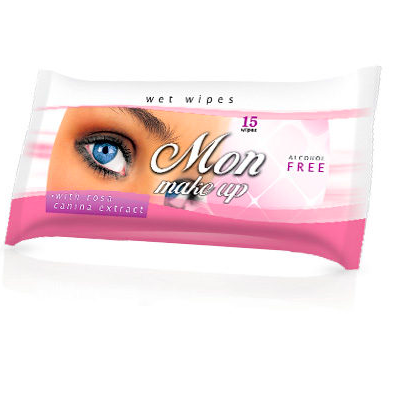 wet wipes
15
wipes
Mon
make up
ALCOHOL
FREE
•with rosa
canina extract